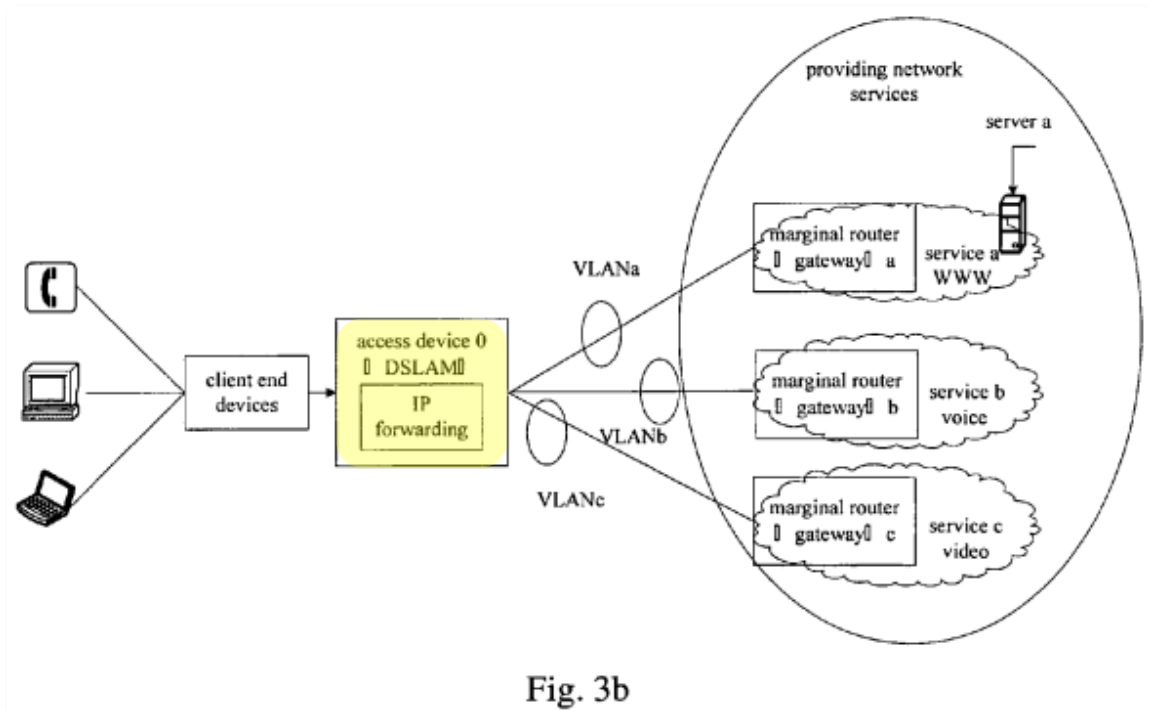 providing network
services
server a
marginal router
▯ gateway▯ a
service a
WWW
VLANa
access device 0
▯ DSLAM▯
IP
forwarding
client end
devices
marginal router
▯ gateway▯ b
service b
voice
VLANb
VLANc
marginal router
▯ gateway▯ c
service c
video
Fig. 3b